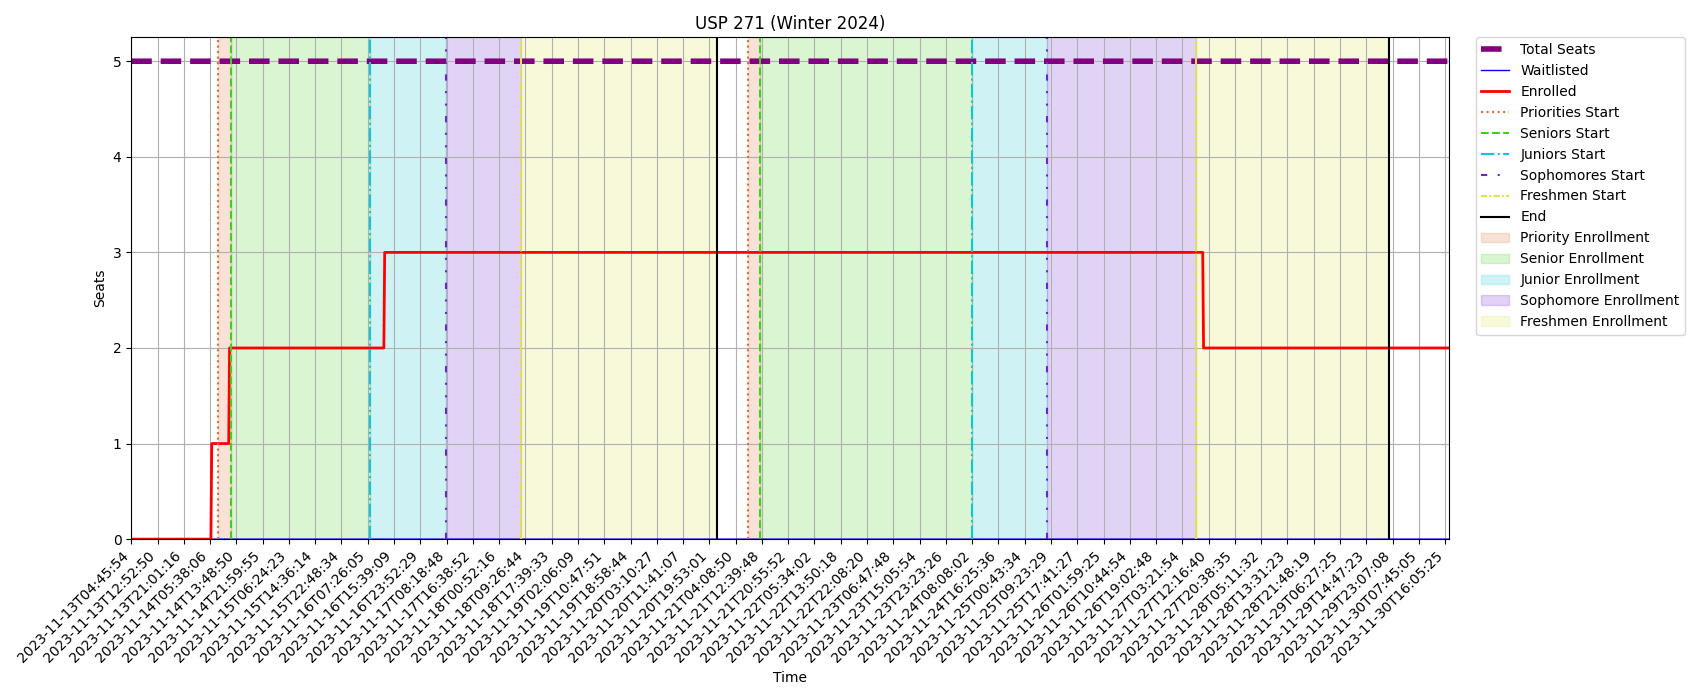 USP 271 (Winter 2024)
Seats
5
4
3
2
1
0
2023-11-13T04:45:54
2023-11-13T12:52:50
2023-11-13T21:01:16
2023-11-14T05:38:06
2023-11-14T13:48:50
2023-11-14T21:59:55
2023-11-15T06:24:23
2023-11-15T14:36:14
2023-11-15T22:48:34
2023-11-16T07:26:05
2023-11-16T15:39:09
2023-11-16T23:52:29
2023-11-17T08:18:48
2023-11-17T16:38:52
2023-11-18T00:52:16
2023-11-18T09:26:44
2023-11-18T17:39:33
2023-11-19T02:06:09
2023-11-19T10:47:51
2023-11-19T18:58:44
2023-11-20T03:10:27
2023-11-20T11:41:07
2023-11-20T19:53:01
2023-11-21T04:08:50
2023-11-21T12:39:48
2023-11-21T20:55:52
2023-11-22T05:34:02
2023-11-22T13:50:18
2023-11-22T22:08:20
2023-11-23T06:47:48
2023-11-23T15:05:54
2023-11-23T23:23:26
2023-11-24T08:08:02
2023-11-24T16:25:36
2023-11-25T00:43:34
2023-11-25T09:23:29
2023-11-25T17:41:27
2023-11-26T01:59:25
2023-11-26T10:44:54
2023-11-26T19:02:48
2023-11-27T03:21:54
2023-11-27T12:16:40
2023-11-27T20:38:35
2023-11-28T05:11:32
2023-11-28T13:31:23
2023-11-28T21:48:19
2023-11-29T06:27:25
2023-11-29T14:47:23
2023-11-29T23:07:08
2023-11-30T07:45:05
2023-11-30T16:05:25
Time
Total Seats
Waitlisted
Enrolled
Priorities Start
Seniors Start
Juniors Start
Sophomores Start
Freshmen Start
End
Priority Enrollment
Senior Enrollment
Junior Enrollment
Sophomore Enrollment
Freshmen Enrollment